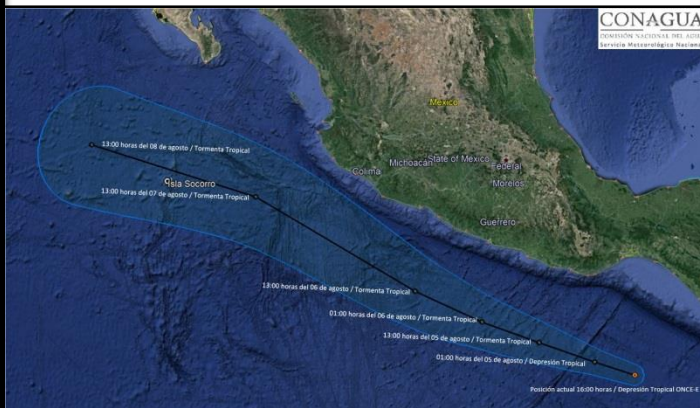 CONAGUA
COMISIÓN NACIONAL DEL AGUA
Servicio Meteorológico Nacional
México
13:00 horas del 08 de agosto / Tormenta Tropical
Michoacán State of México Federal
Colima
Isla Socorro
Morelos
13:00 horas del 07 de agosto / Tormenta Tropical
Guerrero
13:00 horas del 06 de agosto / Tormenta Tropical
01:00 horas del 06 de agosto / Tormenta Tropical
13:00 horas del 05 de agosto / Tormenta Tropical
01:00 horas del 05 de agosto / Depresión Tropical
Posición actual 16:00 horas / Depresión Tropical ONCE-E